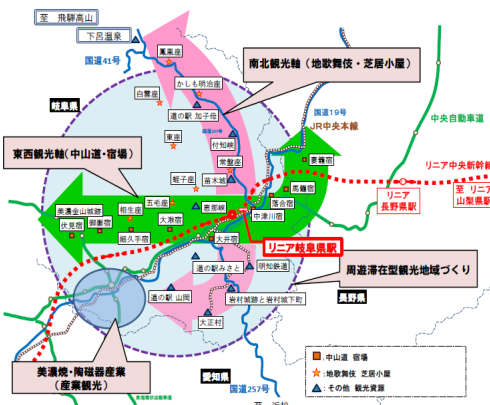 至　飛騨高山
下呂温泉
国道41号
鳳凰座
南北観光軸（地歌舞伎・芝居小屋）
かしも明治座
白雲座
岐阜県
道の駅 加子母
国道19号
JR中央本線
中央自動車道
東座
付知峡
東西観光軸（中山道・宿場）
常盤座
妻籠宿
蛭子座
苗木城
馬籠宿
リニア中央新幹線
リニア
長野県駅
至 リニア
山梨県駅
美濃金山城跡
相生座
五毛座
恵那峡
落合宿
中津川宿
伏見宿
御嶽宿
大湫宿
細久手宿
大井宿
リニア岐阜県駅
道の駅みさと
明知鉄道
周遊滞在型観光地域づくり
長野県
道の駅 山岡
岩村城跡と岩村城下町
大正村
美濃焼・陶磁器産業
（産業観光）
愛知県
国道257号
至　浜松
：中山道 宿場
：地歌舞伎 芝居小屋
：その他 観光資源